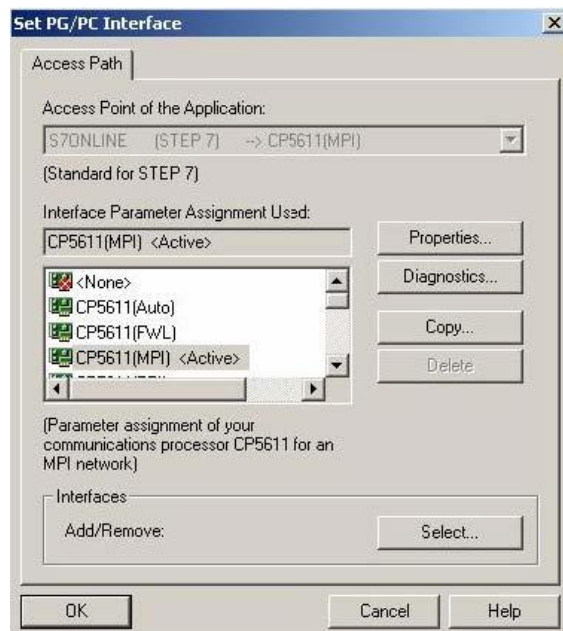 Set PG/PC Interface
Access Path
Access Point of the Application:
S7ONLINE (STEP 7) --> CP5611(MPI)
(Standard for STEP 7)
Interface Parameter Assignment Used:
CP5611(MPI) <Active>
Properties...
<None>
Diagnostics...
CP5611(Auto)
CP5611(FWL)
Copy...
CP5611(MPI) <Active>
Delete
(Parameter assignment of your
communications processor CP5611 for an
MPI network)
Interfaces
Add/Remove:
Select...
OK
Cancel
Help